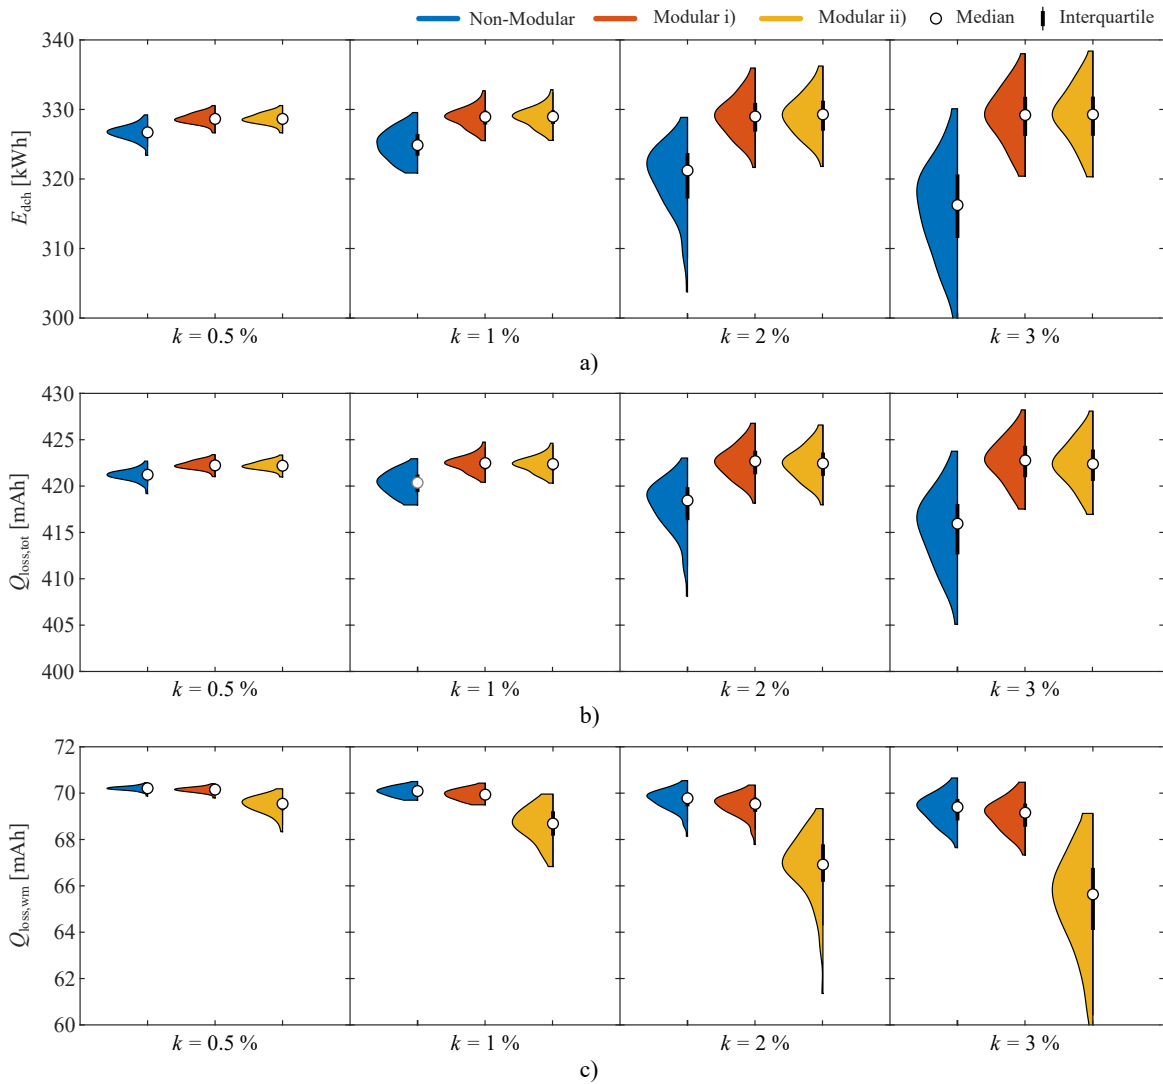 Non-Modular Modular i) Modular ii) Median Interquartile
340
330
320
310
300
E_dch [kWh]
k = 0.5 % k = 1 % k = 2 % k = 3 %
a)
430
425
420
415
410
405
400
Q_loss,tot [mAh]
k = 0.5 % k = 1 % k = 2 % k = 3 %
b)
72
70
68
66
64
62
60
Q_loss,wm [mAh]
k = 0.5 % k = 1 % k = 2 % k = 3 %
c)